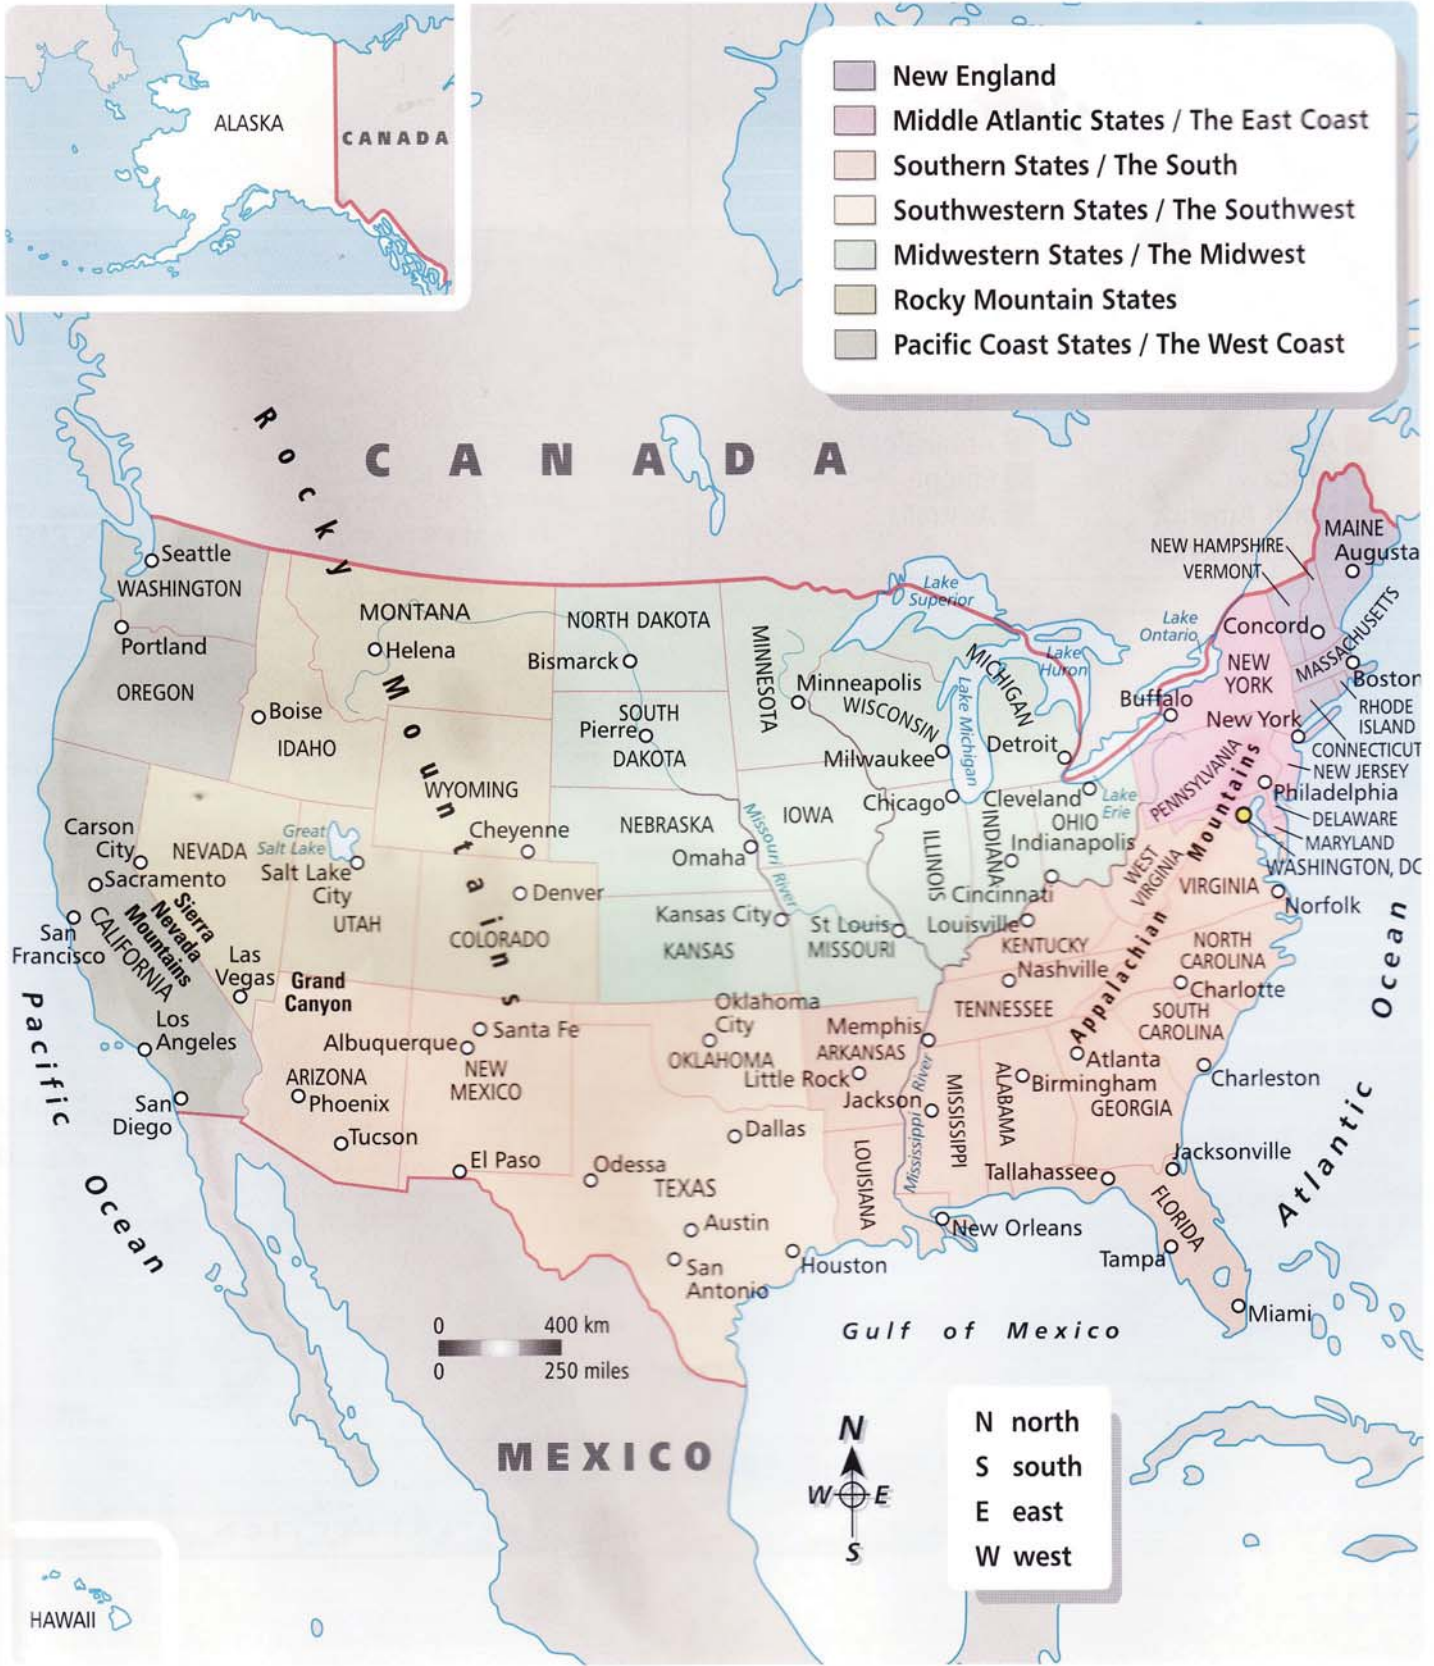 ALASKA
CANADA
New England
Middle Atlantic States / The East Coast
Southern States / The South
Southwestern States / The Southwest
Midwestern States / The Midwest
Rocky Mountain States
Pacific Coast States / The West Coast
CANADA
Rocky Mountains
Seattle
WASHINGTON
Portland
OREGON
MONTANA
Helena
Boise
IDAHO
WYOMING
Cheyenne
NORTH DAKOTA
Bismarck
SOUTH
Pierre
DAKOTA
NEBRASKA
Omaha
MINNESOTA
Minneapolis
WISCONSIN
Milwaukee
Lake
Superior
MICHIGAN
Lake Michigan
Lake
Huron
Detroit
Lake
Ontario
Lake
Erie
NEW HAMPSHIRE
VERMONT
MAINE
Augusta
Concord
MASSACHUSETTS
Boston
RHODE
ISLAND
CONNECTICUT
NEW JERSEY
Philadelphia
DELAWARE
MARYLAND
WASHINGTON, DC
NEW
YORK
Buffalo
New York
PENNSYLVANIA
Appalachian Mountains
IOWA
Missouri River
Chicago
ILLINOIS
INDIANA
Cleveland
OHIO
Indianapolis
Cincinnati
Louisville
WEST
VIRGINIA
VIRGINIA
Norfolk
Carson
City
NEVADA
Great
Salt Lake
Salt Lake
City
UTAH
Sacramento
San
Francisco
CALIFORNIA
Sierra
Nevada
Mountains
Las
Vegas
Grand
Canyon
Los
Angeles
San
Diego
Denver
COLORADO
Kansas City
KANSAS
St Louis
MISSOURI
KENTUCKY
Nashville
TENNESSEE
NORTH
CAROLINA
Charlotte
SOUTH
CAROLINA
Charleston
Santa Fe
Albuquerque
NEW
MEXICO
ARIZONA
Phoenix
Tucson
El Paso
Oklahoma
City
OKLAHOMA
Memphis
ARKANSAS
Little Rock
Jackson
Mississippi River
MISSISSIPPI
ALABAMA
Birmingham
Atlanta
GEORGIA
Dallas
Odessa
TEXAS
Austin
San
Antonio
Houston
LOUISIANA
New Orleans
Tallahassee
Jacksonville
FLORIDA
Tampa
Miami
Pacific Ocean
Atlantic Ocean
Gulf of Mexico
0 400 km
0 250 miles
MEXICO
N
W E
S
N north
S south
E east
W west
HAWAII